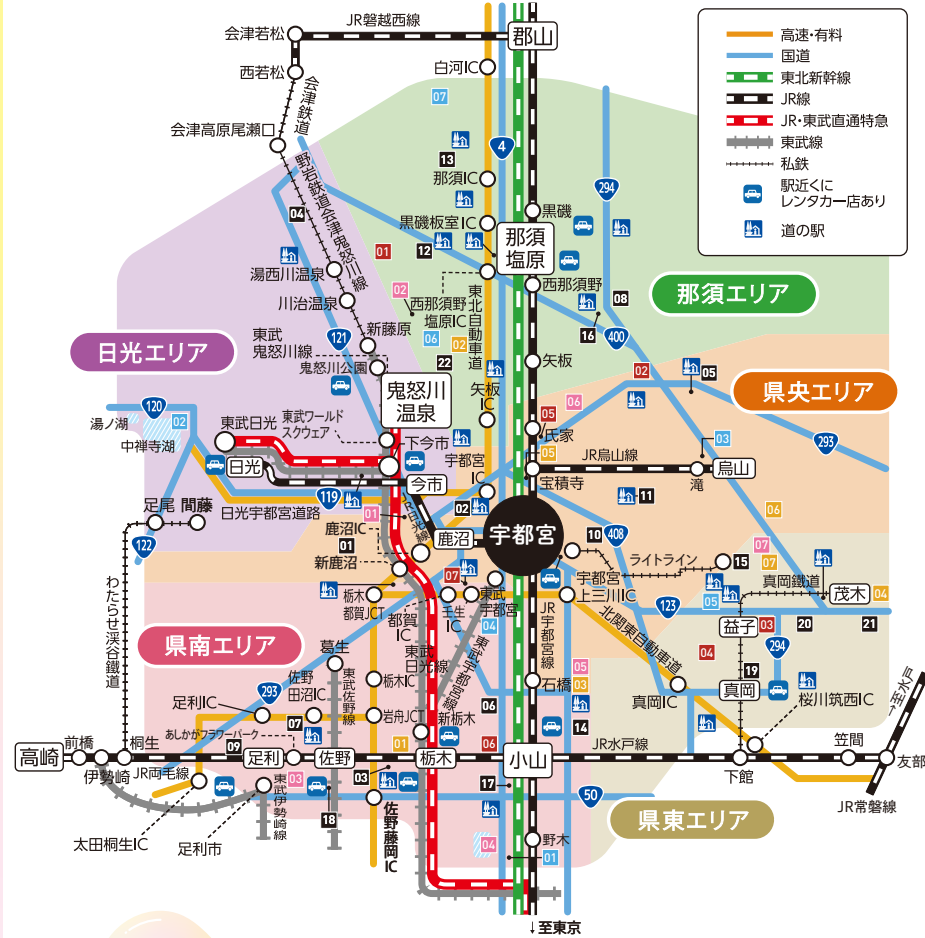 JR磐越西線
会津若松
郡山
西若松
白河IC
会津鉄道
07
会津高原尾瀬口
4
13
那須IC
294
野岩鉄道会津鬼怒川線
04
黒磯板室IC
黒磯
12
01
那須
塩原
湯西川温泉
02
西那須野
塩原IC
西那須野
東北自動車道
川治温泉
08
那須エリア
新藤原
06
02
16
400
121
東武
鬼怒川線
鬼怒川公園
22
矢板
日光エリア
02
05
鬼怒川
温泉
矢板
IC
06
県央エリア
120
湯ノ湖
02
中禅寺湖
東武日光
東武ワールド
スクウェア
05
氏家
下今市
宇都宮
IC
05
03
293
JR烏山線
日光
今市
宝積寺
滝
烏山
119
日光宇都宮道路
01
JR日光線
02
11
06
足尾
間藤
122
鹿沼IC
01
鹿沼
宇都宮
10
408
07
新鹿沼
07
宇都宮
上三川IC
ライトライン
15
07
真岡鐵道
栃木
都賀JCT
都賀
IC
壬生
IC
東武
宇都宮
123
05
茂木
04
わたらせ渓谷鐵道
県南エリア
04
JR宇都宮線
北関東自動車道
益子
03
20
21
葛生
東武
日光線
東武宇都宮線
294
04
293
佐野
田沼IC
東武佐野線
栃木IC
05
石橋
03
19
真岡
足利IC
真岡IC
桜川筑西IC
至水戸
07
岩舟JCT
新栃木
06
あしかがフラワーパーク
09
01
06
14
高崎
前橋
桐生
足利
佐野
栃木
小山
JR水戸線
笠間
伊勢崎
JR両毛線
03
03
17
下館
友部
東武伊勢崎線
50
JR常磐線
太田桐生IC
足利市
18
佐野藤岡IC
県東エリア
04
野木
01
↓至東京
高速・有料
国道
東北新幹線
JR線
JR・東武直通特急
東武線
私鉄
駅近くに
レンタカー店あり
道の駅